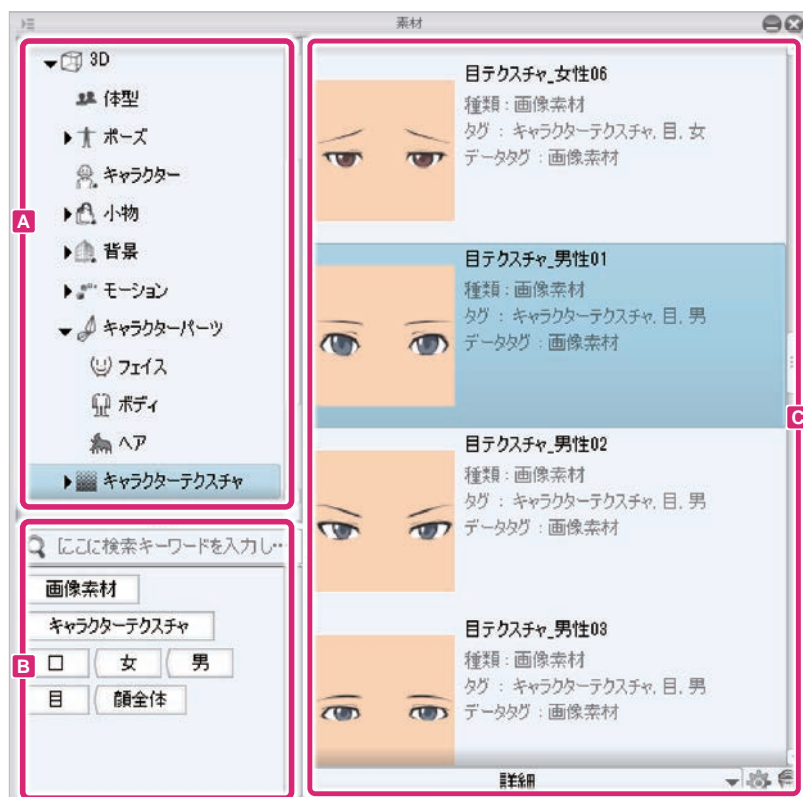 素材
A
3D
体型
ポーズ
キャラクター
小物
背景
モーション
キャラクターパーツ
フェイス
ボディ
ヘア
キャラクターテクスチャ
B
[ここに検索キーワードを入力し…
画像素材
キャラクターテクスチャ
口 女 男
目 顔全体
C
目テクスチャ_女性06
種類:画像素材
タグ : キャラクターテクスチャ, 目, 女
データタグ:画像素材
目テクスチャ_男性01
種類:画像素材
タグ : キャラクターテクスチャ, 目, 男
データタグ:画像素材
目テクスチャ_男性02
種類:画像素材
タグ : キャラクターテクスチャ, 目, 男
データタグ:画像素材
目テクスチャ_男性03
種類:画像素材
タグ : キャラクターテクスチャ, 目, 男
データタグ:画像素材
詳細